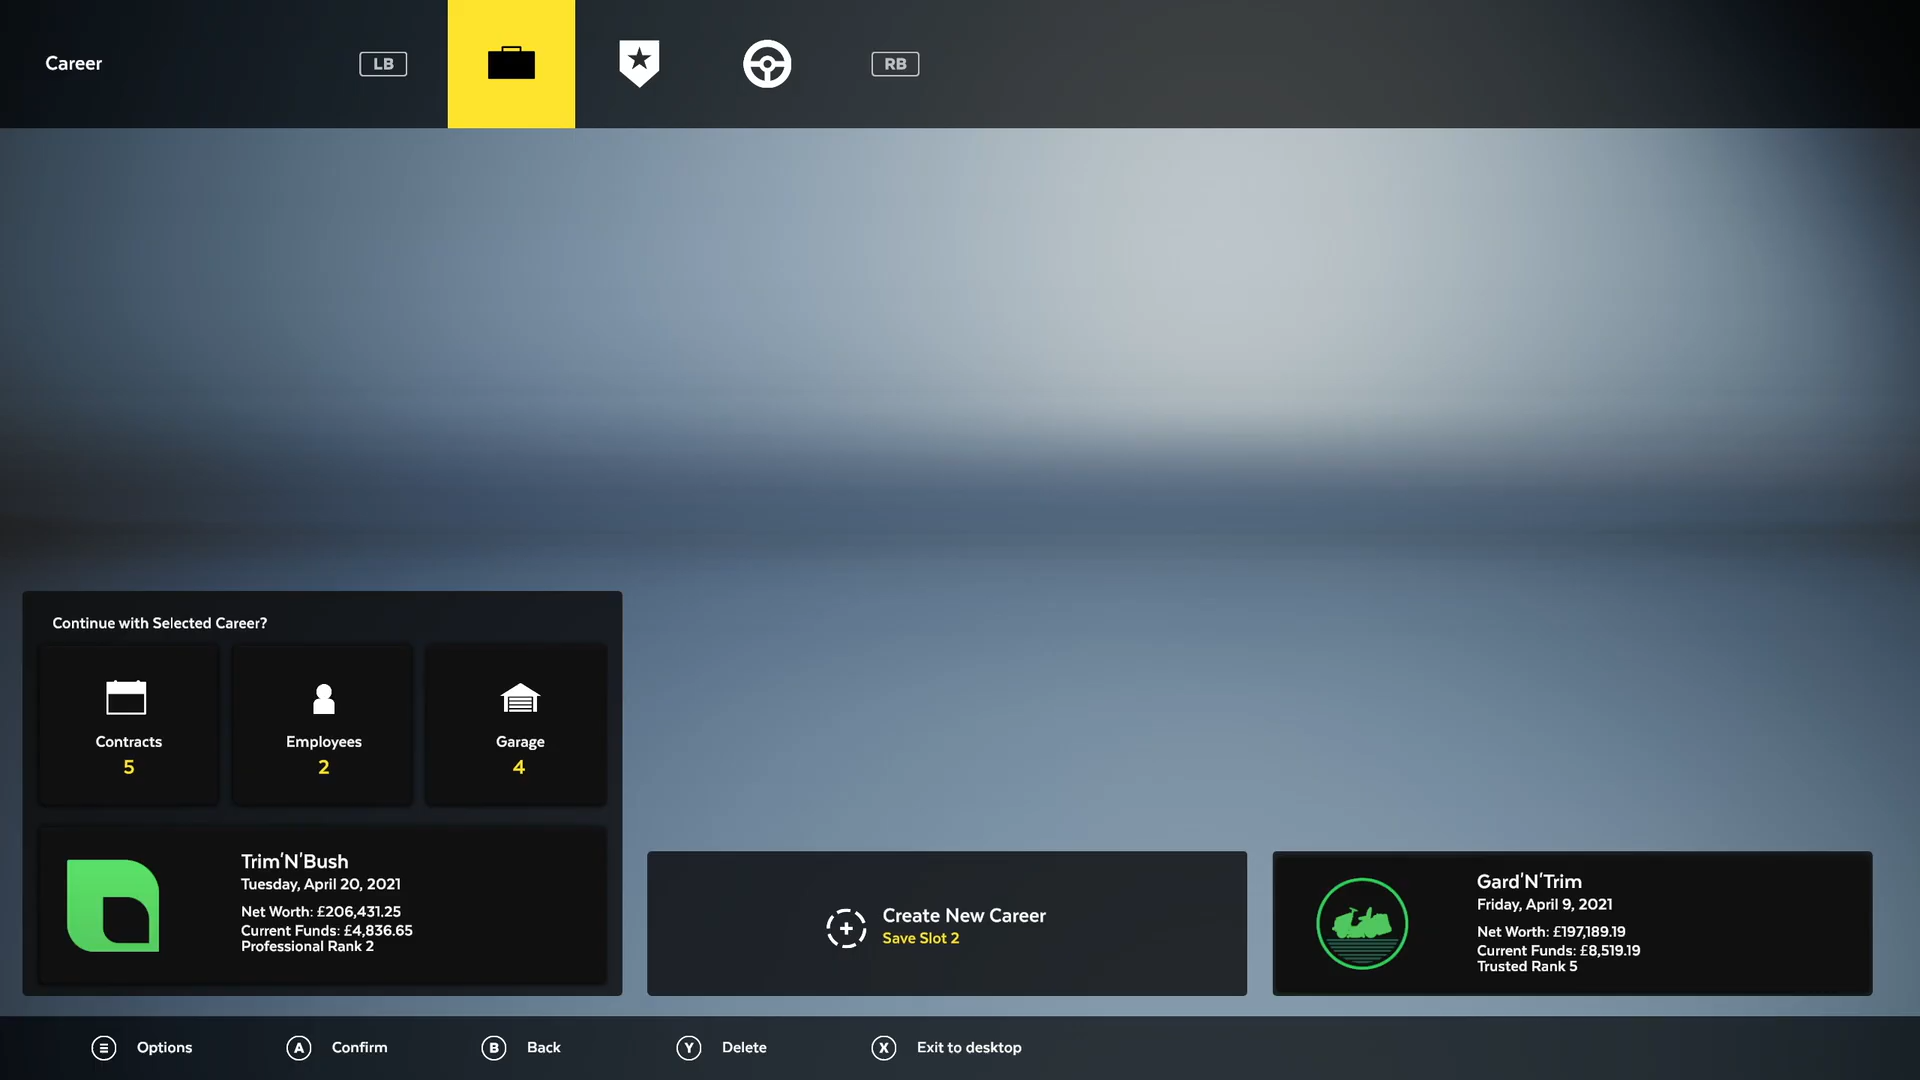 Career
LB
RB
Continue with Selected Career?
Contracts
5
Employees
2
Garage
4
Trim'N'Bush
Tuesday, April 20, 2021
Net Worth: £206,431.25
Current Funds: £4,836.65
Professional Rank 2
Create New Career
Save Slot 2
Gard'N'Trim
Friday, April 9, 2021
Net Worth: £197,189.19
Current Funds: £8,519.19
Trusted Rank 5
Options
A Confirm
B Back
Y Delete
X Exit to desktop